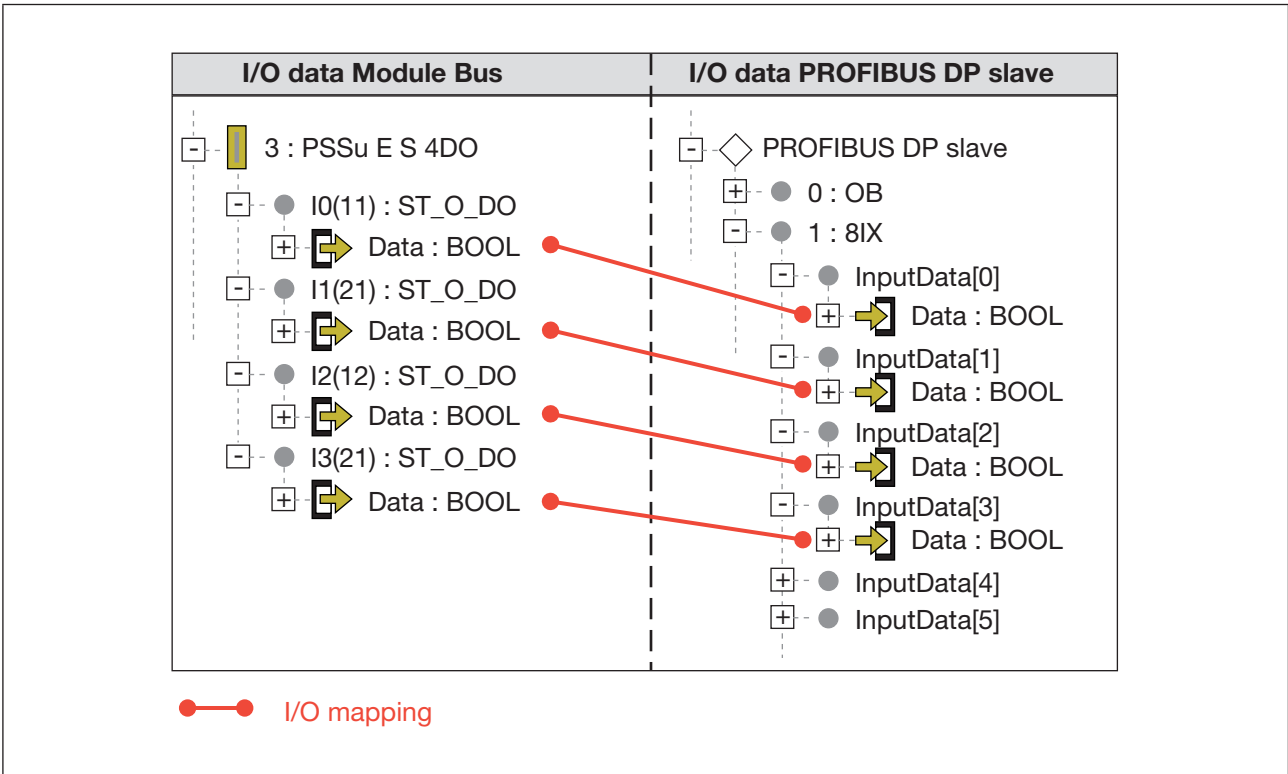 I/O data Module Bus
I/O data PROFIBUS DP slave
3 : PSSu E S 4DO
I0(11) : ST_O_DO
Data : BOOL
I1(21) : ST_O_DO
Data : BOOL
I2(12) : ST_O_DO
Data : BOOL
I3(21) : ST_O_DO
Data : BOOL
PROFIBUS DP slave
0 : OB
1 : 8IX
InputData[0]
Data : BOOL
InputData[1]
Data : BOOL
InputData[2]
Data : BOOL
InputData[3]
Data : BOOL
InputData[4]
InputData[5]
I/O mapping